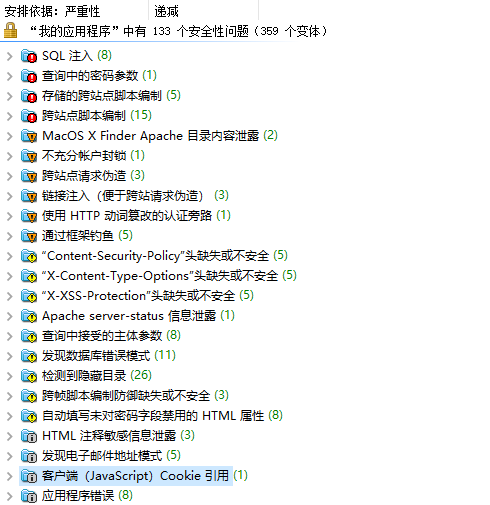 安排依据：严重性 递减
“我的应用程序”中有 133 个安全性问题（359 个变体）
SQL 注入 (8)
查询中的密码参数 (1)
存储的跨站点脚本编制 (5)
跨站点脚本编制 (15)
MacOS X Finder Apache 目录内容泄露 (2)
不充分帐户封锁 (1)
跨站点请求伪造 (3)
链接注入（便于跨站请求伪造） (3)
使用 HTTP 动词篡改的认证旁路 (1)
通过框架钓鱼 (5)
“Content-Security-Policy”头缺失或不安全 (5)
“X-Content-Type-Options”头缺失或不安全 (5)
“X-XSS-Protection”头缺失或不安全 (5)
Apache server-status 信息泄露 (1)
查询中接受的主体参数 (8)
发现数据库错误模式 (11)
检测到隐藏目录 (26)
跨帧脚本编制防御缺失或不安全 (3)
自动填写未对密码字段禁用的 HTML 属性 (8)
HTML 注释敏感信息泄露 (3)
发现电子邮件地址模式 (5)
客户端（JavaScript）Cookie 引用 (1)
应用程序错误 (8)